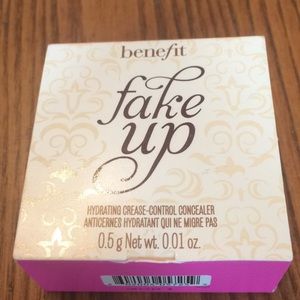 benefit
fake
up
HYDRATING CREASE-CONTROL CONCEALER
ANTICERNES HYDRATANT QUI NE MIGRE PAS
0.5 g Net wt. 0.01 oz.